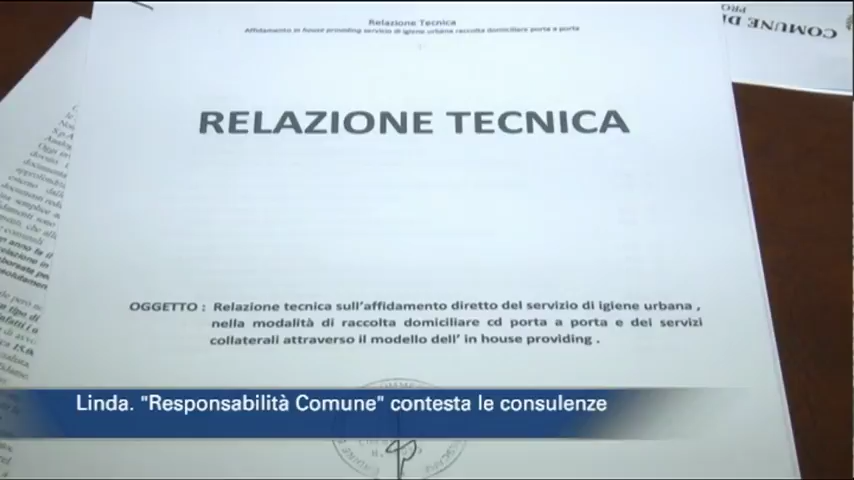 Relazione Tecnica
Affidamento in house providing servizio di igiene urbana raccolta domiciliare porta a porta
COMUNE DI
PRO
RELAZIONE TECNICA
OGGETTO : Relazione tecnica sull'affidamento diretto del servizio di igiene urbana ,
nella modalità di raccolta domiciliare cd porta a porta e dei servizi
collaterali attraverso il modello dell' in house providing .
Linda. "Responsabilità Comune" contesta le consulenze